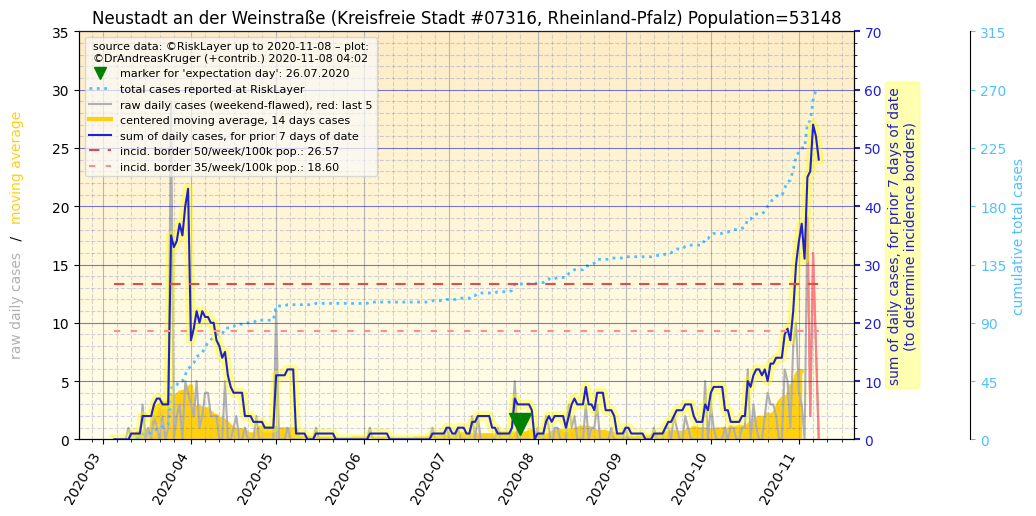 Neustadt an der Weinstraße (Kreisfreie Stadt #07316, Rheinland-Pfalz) Population=53148
source data: ©RiskLayer up to 2020-11-08 – plot:
©DrAndreasKruger (+contrib.) 2020-11-08 04:02
marker for 'expectation day': 26.07.2020
total cases reported at RiskLayer
raw daily cases (weekend-flawed), red: last 5
centered moving average, 14 days cases
sum of daily cases, for prior 7 days of date
incid. border 50/week/100k pop.: 26.57
incid. border 35/week/100k pop.: 18.60
raw daily cases / moving average
35
30
25
20
15
10
5
0
70
60
50
40
30
20
10
0
sum of daily cases, for prior 7 days of date
(to determine incidence borders)
315
270
225
180
135
90
45
0
cumulative total cases
2020-03
2020-04
2020-05
2020-06
2020-07
2020-08
2020-09
2020-10
2020-11